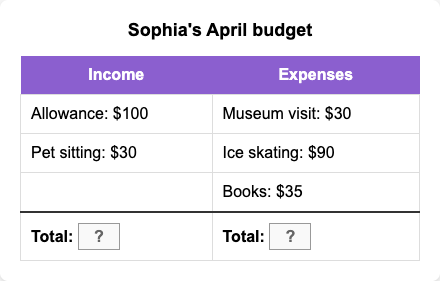 Sophia's April budget
Income Expenses
Allowance: $100 Museum visit: $30
Pet sitting: $30 Ice skating: $90
Books: $35
Total: ? Total: ?